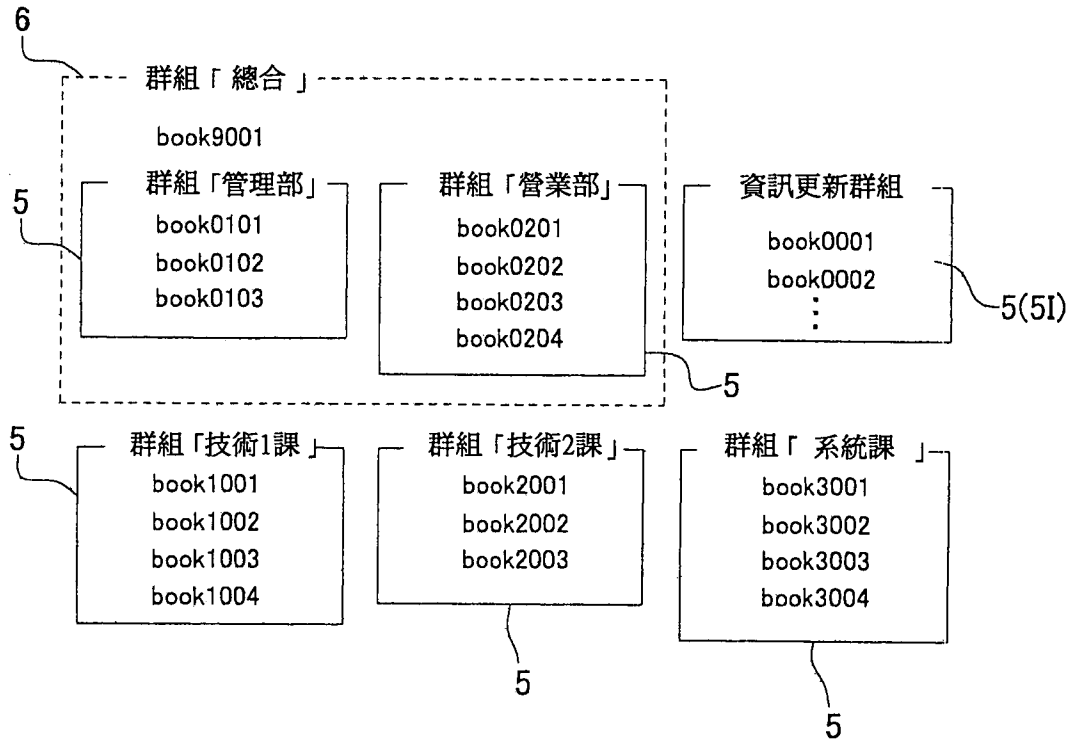 6
群組「 總合 」
book9001
5
群組「管理部」
book0101
book0102
book0103
群組「營業部」
book0201
book0202
book0203
book0204
5
資訊更新群組
book0001
book0002
⋮
5(5I)
5
群組「技術1課」
book1001
book1002
book1003
book1004
群組「技術2課」
book2001
book2002
book2003
5
群組「 系統課 」
book3001
book3002
book3003
book3004
5